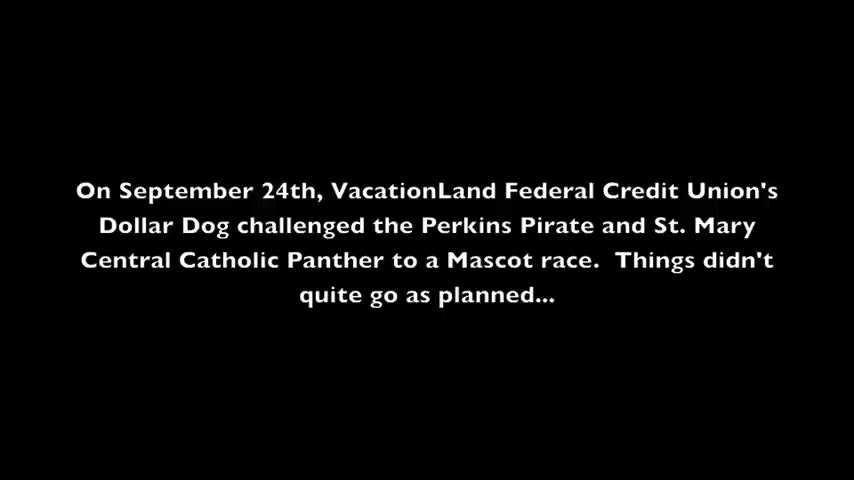 On September 24th, VacationLand Federal Credit Union's
Dollar Dog challenged the Perkins Pirate and St. Mary
Central Catholic Panther to a Mascot race.  Things didn't
quite go as planned...